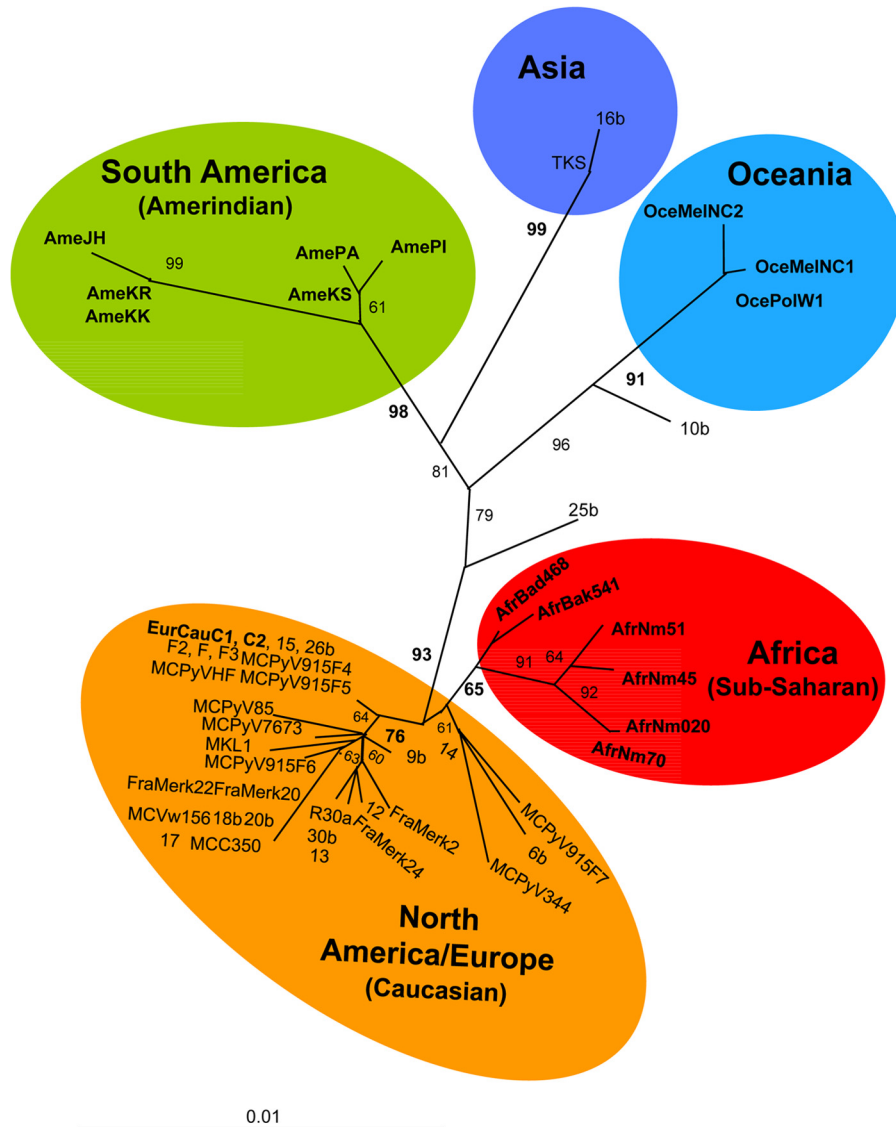 Asia
16b
TKS
South America
(Amerindian)
AmeJH
99
AmeKR
AmeKK
AmePA
AmePI
AmeKS
61
Oceania
OceMelNC2
OceMelNC1
OcePolW1
99
98
91
10b
81
96
79
25b
AfrBad468
AfrBak541
AfrNm51
91
64
AfrNm45
92
AfrNm020
AfrNm70
Africa
(Sub-Saharan)
93
65
EurCauC1, C2, 15, 26b
F2, F, F3 MCPyV915F4
MCPyVHF MCPyV915F5
64
MCPyV85
MCPyV7673
MKL1
MCPyV915F6
76
9b
63
60
61
14
FraMerk22FraMerk20
MCVw15618b20b
17 MCC350
R30a
30b
13
12
FraMerk2
FraMerk24
MCPyV915F7
6b
MCPyV344
North
America/Europe
(Caucasian)
0.01